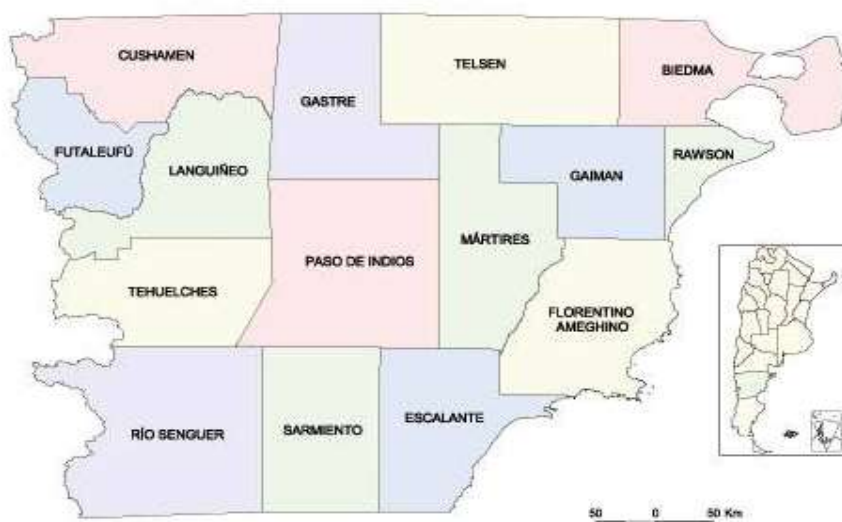 CUSHAMEN
TELSEN
BIEDMA
GASTRE
FUTALEUFÚ
LANGUIÑEO
RAWSON
GAIMAN
MÁRTIRES
PASO DE INDIOS
TEHUELCHES
FLORENTINO
AMEGHINO
RÍO SENGUER
SARMIENTO
ESCALANTE
50 0 50 Km